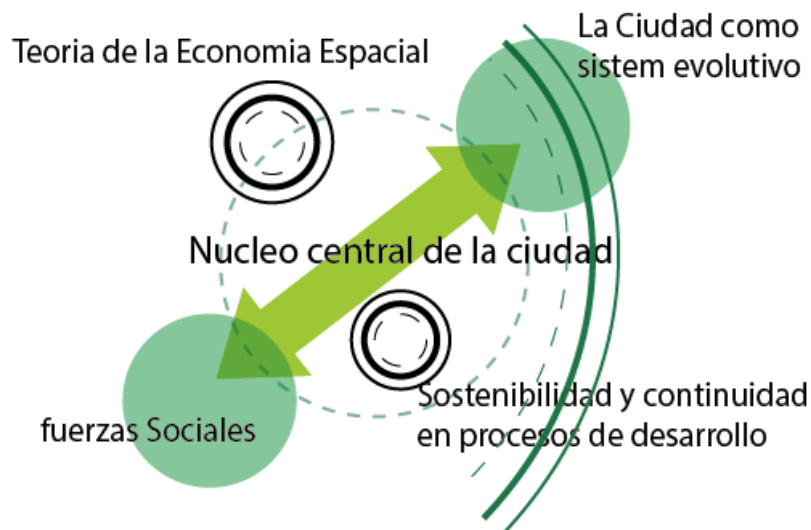 Teoria de la Economia Espacial
La Ciudad como
sistem evolutivo
Nucleo central de la ciudad
Sostenibilidad y continuidad
en procesos de desarrollo
fuerzas Sociales